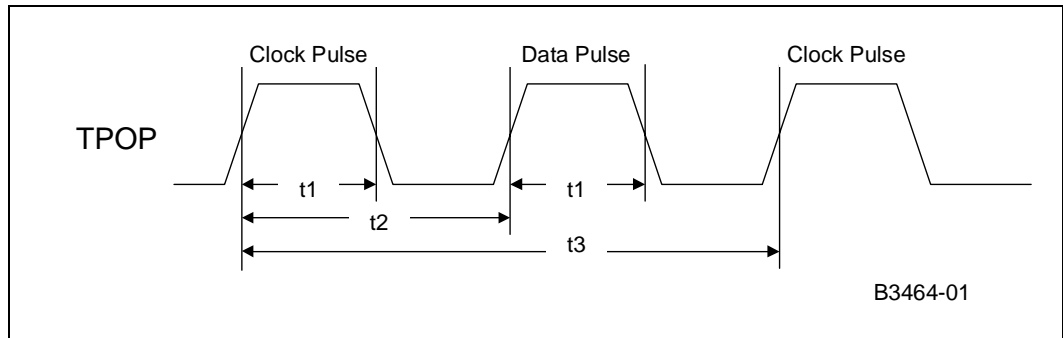 Clock Pulse Data Pulse Clock Pulse
TPOP
t1 t1
t2
t3
B3464-01